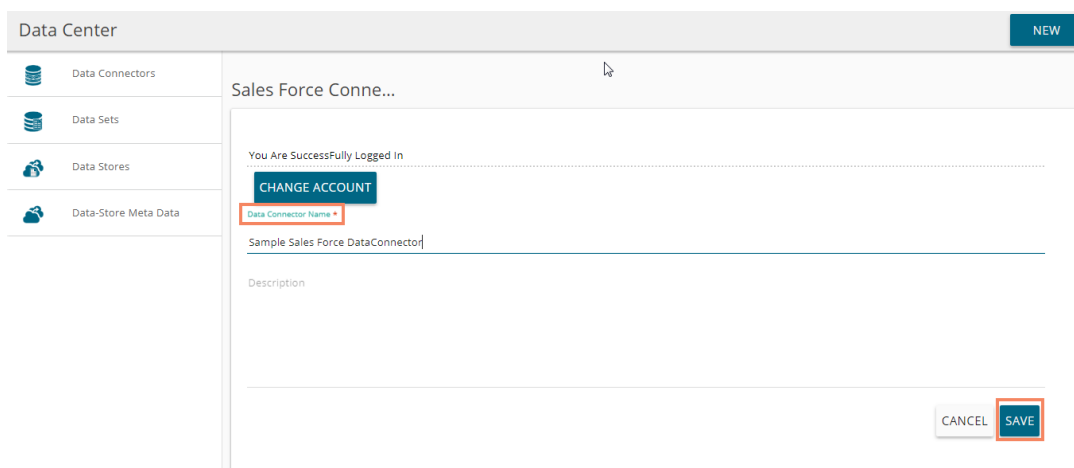 Data Center
NEW
Data Connectors
Data Sets
Data Stores
Data-Store Meta Data
Sales Force Conne...
You Are SuccessFully Logged In
CHANGE ACCOUNT
Data Connector Name *
Sample Sales Force DataConnector
Description
CANCEL
SAVE